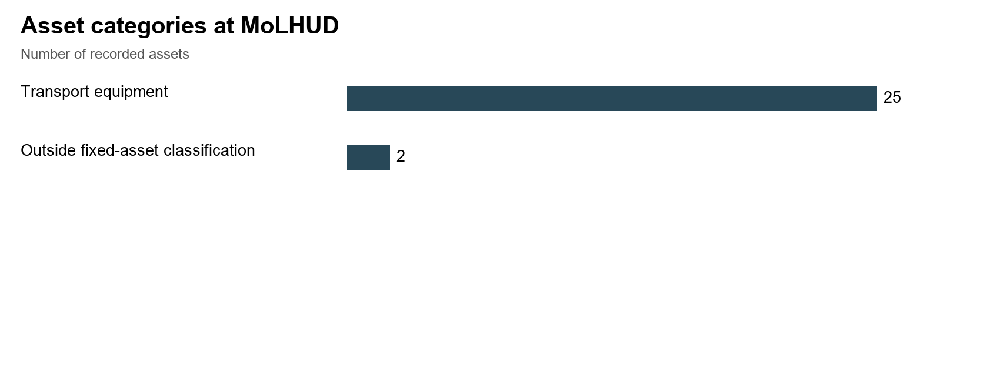 Asset categories at MoLHUD
Number of recorded assets
Transport equipment
25
Outside fixed-asset classification
2